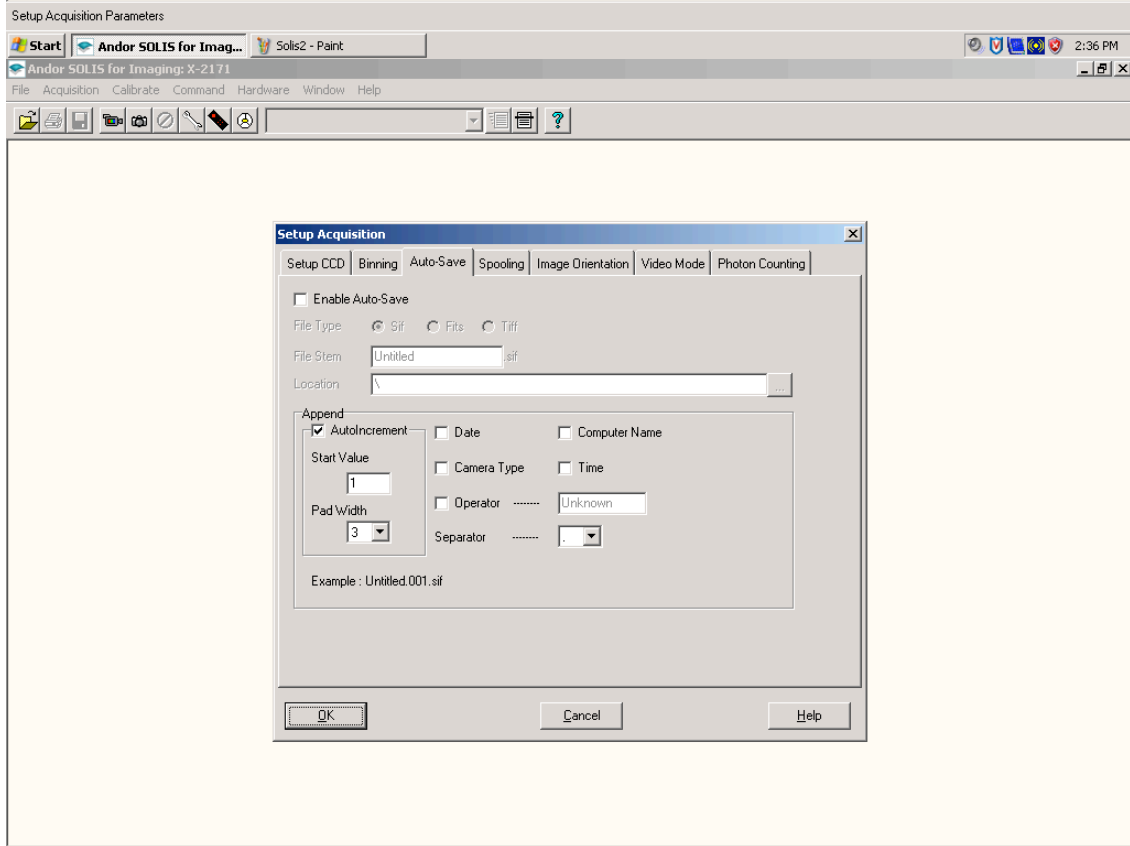 Setup Acquisition Parameters
Start Andor SOLIS for Imag... Solis2 - Paint 2:36 PM
Andor SOLIS for Imaging: X-2171
File Acquisition Calibrate Command Hardware Window Help
Setup Acquisition
Setup CCD Binning Auto-Save Spooling Image Orientation Video Mode Photon Counting
Enable Auto-Save
File Type Sif Fits Tiff
File Stem Untitled .sif
Location \ ...
Append
AutoIncrement Date Computer Name
Start Value
Camera Type Time
1
Operator -------- Unknown
Pad Width
3
Separator -------- .
Example : Untitled.001.sif
OK Cancel Help